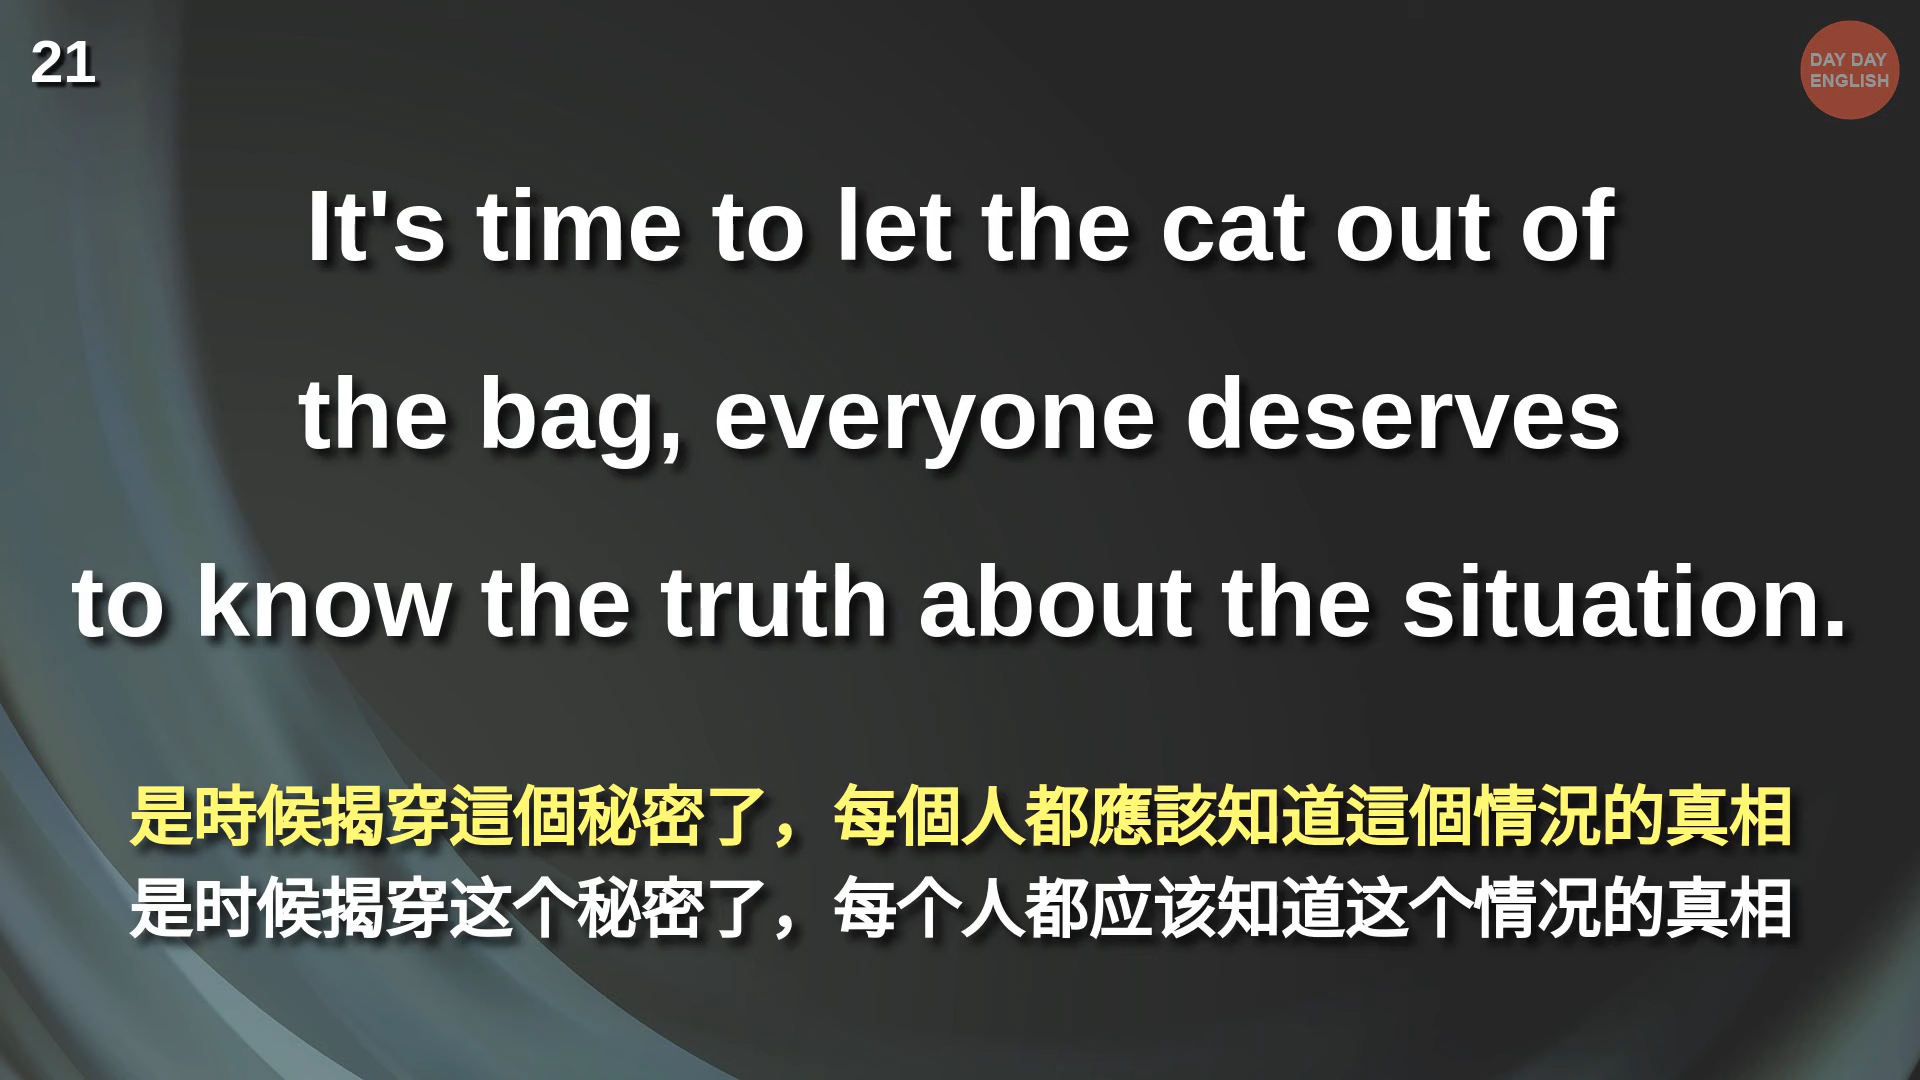 21
DAY DAY
ENGLISH
It's time to let the cat out of
the bag, everyone deserves
to know the truth about the situation.
是時候揭穿這個秘密了，每個人都應該知道這個情況的真相
是时候揭穿这个秘密了，每个人都应该知道这个情况的真相